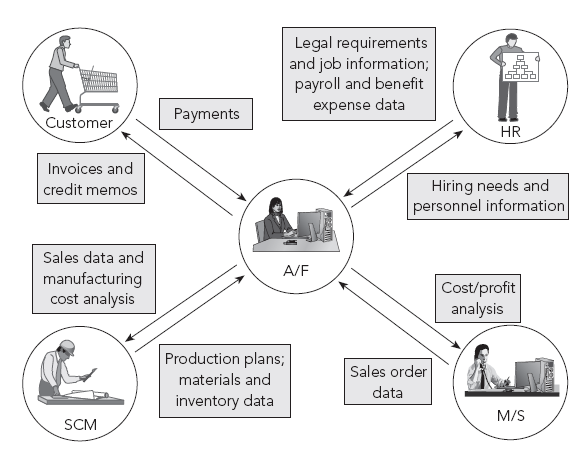 Legal requirements
and job information;
payroll and benefit
expense data
Payments
Customer
HR
Invoices and
credit memos
Hiring needs and
personnel information
A/F
Sales data and
manufacturing
cost analysis
Cost/profit
analysis
Production plans;
materials and
inventory data
Sales order
data
SCM
M/S